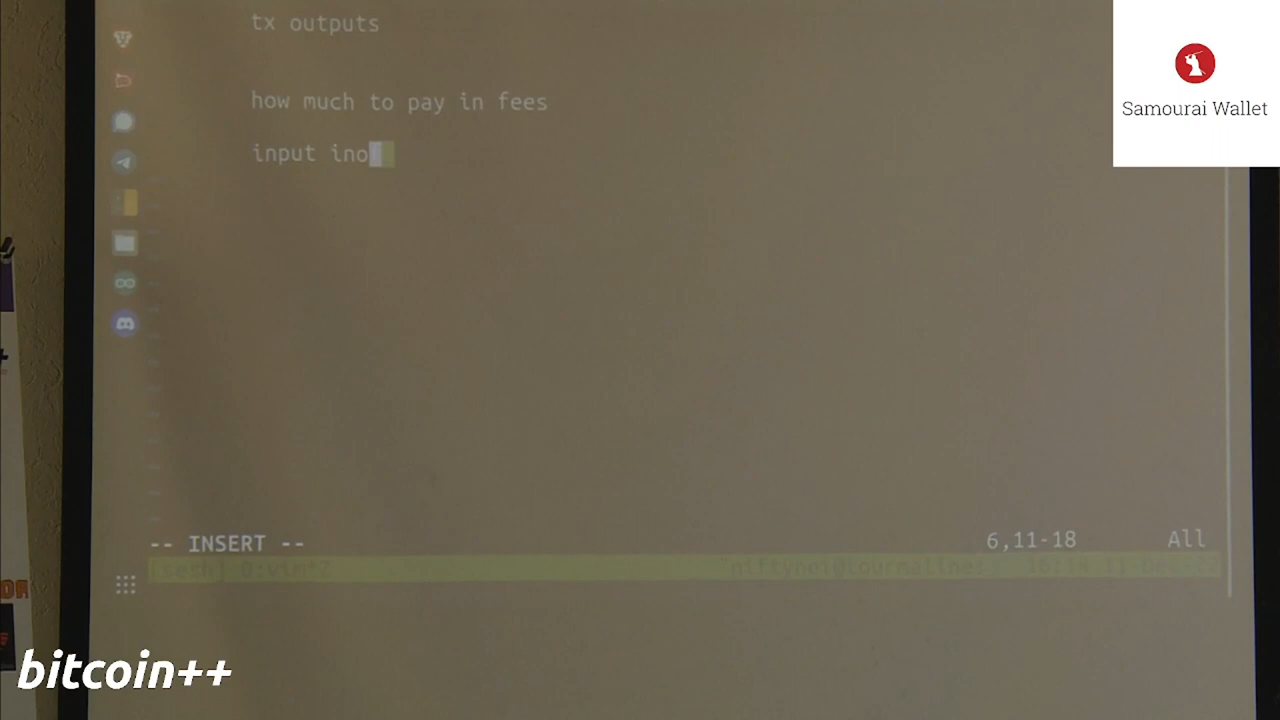 tx outputs
Samourai Wallet
how much to pay in fees
input ino
-- INSERT --
6,11-18
All
bitcoin++